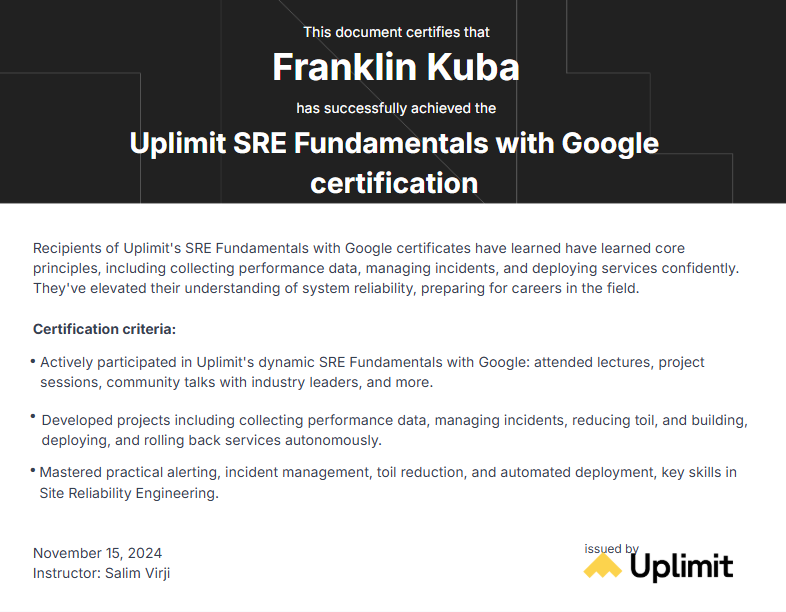 This document certifies that
Franklin Kuba
has successfully achieved the
Uplimit SRE Fundamentals with Google
certification
Recipients of Uplimit's SRE Fundamentals with Google certificates have learned have learned core
principles, including collecting performance data, managing incidents, and deploying services confidently.
They've elevated their understanding of system reliability, preparing for careers in the field.
Certification criteria:
• Actively participated in Uplimit's dynamic SRE Fundamentals with Google: attended lectures, project
sessions, community talks with industry leaders, and more.
• Developed projects including collecting performance data, managing incidents, reducing toil, and building,
deploying, and rolling back services autonomously.
• Mastered practical alerting, incident management, toil reduction, and automated deployment, key skills in
Site Reliability Engineering.
November 15, 2024
Instructor: Salim Virji
issued by
Uplimit